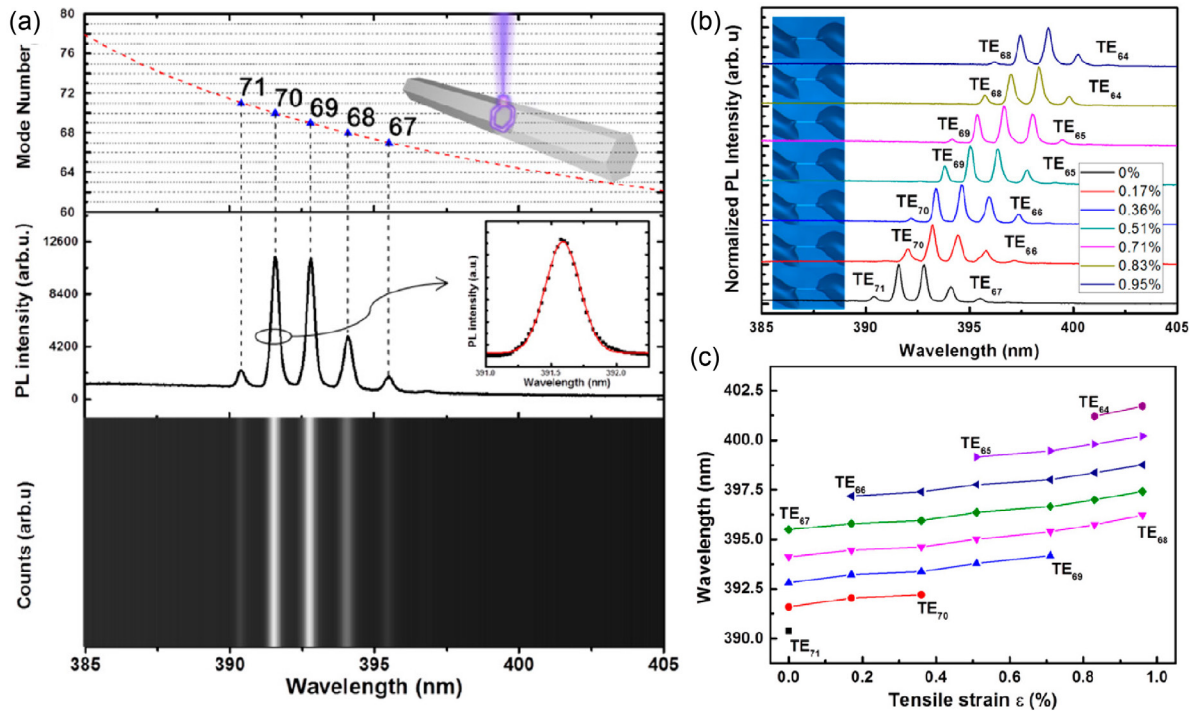 (a)
80
78
76
74
72
70
68
66
64
62
60
Mode Number
71
70
69
68
67
12600
8400
4200
0
PL intensity (arb.u.)
PL intensity (a.u.)
391.0
391.5
392.0
Wavelength (nm)
Counts (arb.u)
385
390
395
400
405
Wavelength (nm)
(b)
Normalized PL Intensity (arb. u)
TE68
TE64
TE68
TE64
TE69
TE65
TE69
TE65
TE70
TE66
TE70
TE66
TE71
TE67
0%
0.17%
0.36%
0.51%
0.71%
0.83%
0.95%
385
390
395
400
405
Wavelength (nm)
(c)
402.5
400.0
397.5
395.0
392.5
390.0
Wavelength (nm)
TE64
TE65
TE66
TE67
TE68
TE69
TE70
TE71
0.0
0.2
0.4
0.6
0.8
1.0
Tensile strain ε (%)